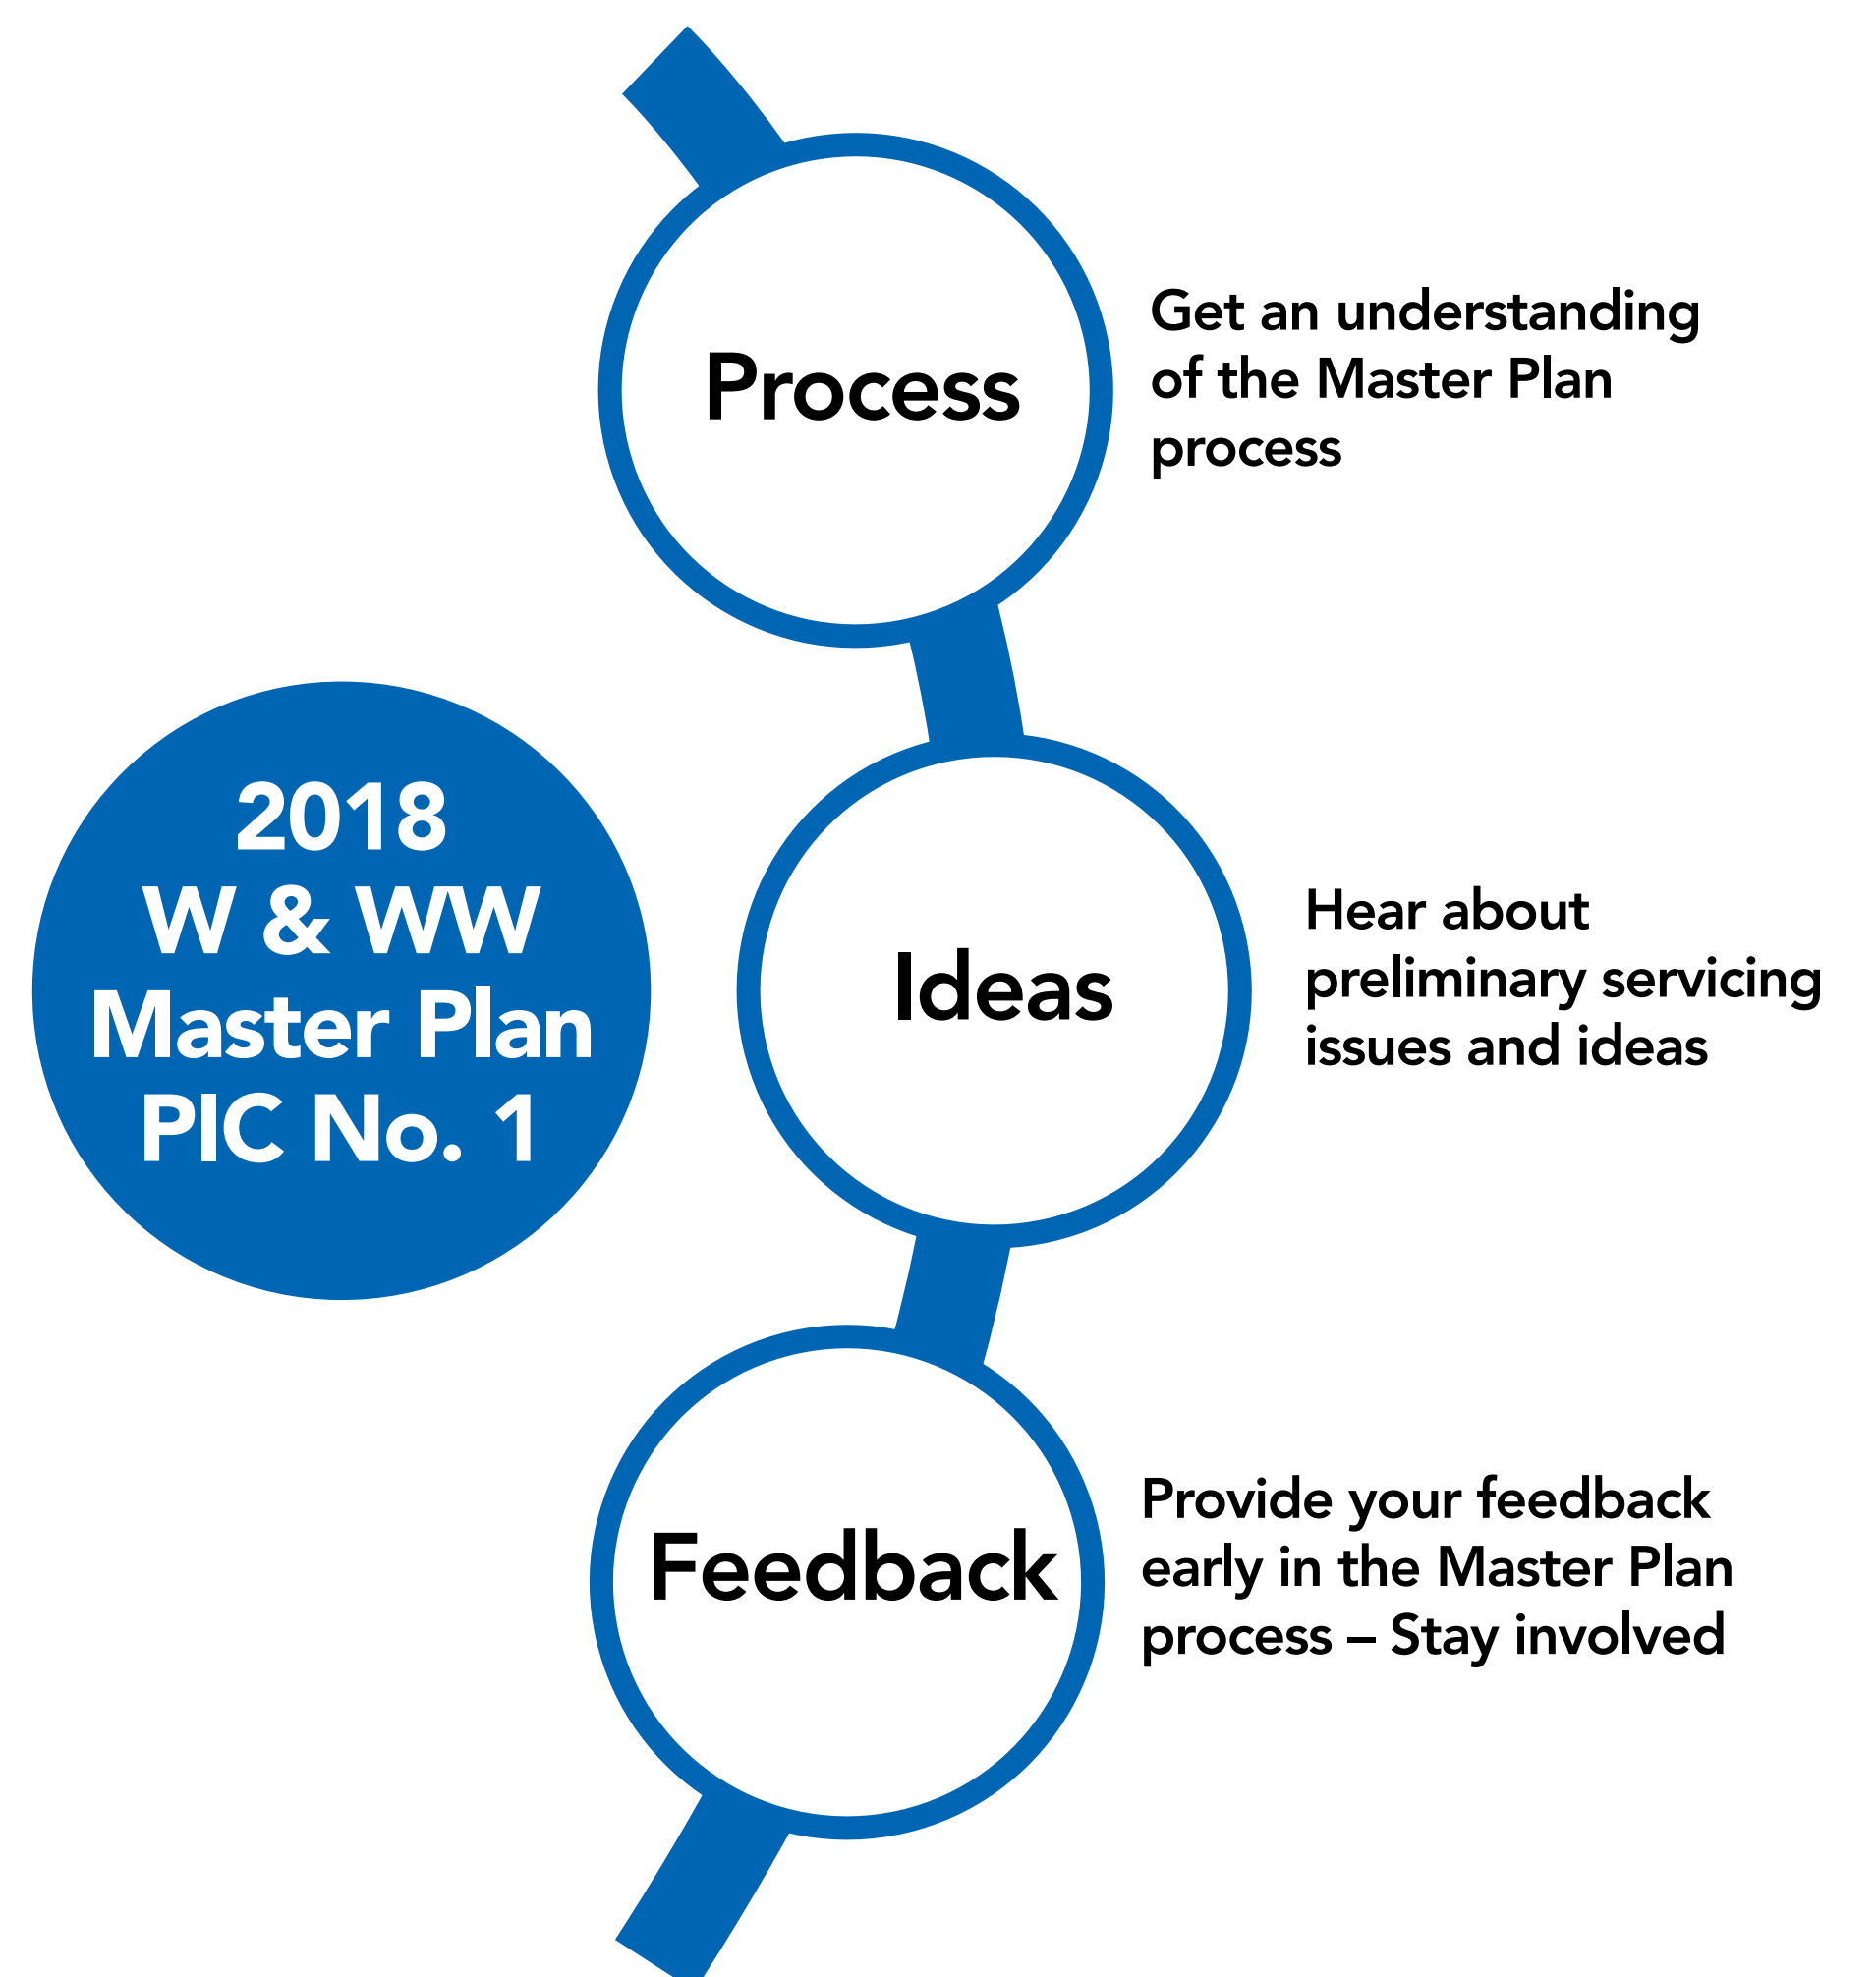 Process
Get an understanding
of the Master Plan
process
2018
W & WW
Master Plan
PIC No. 1
Ideas
Hear about
preliminary servicing
issues and ideas
Feedback
Provide your feedback
early in the Master Plan
process – Stay involved